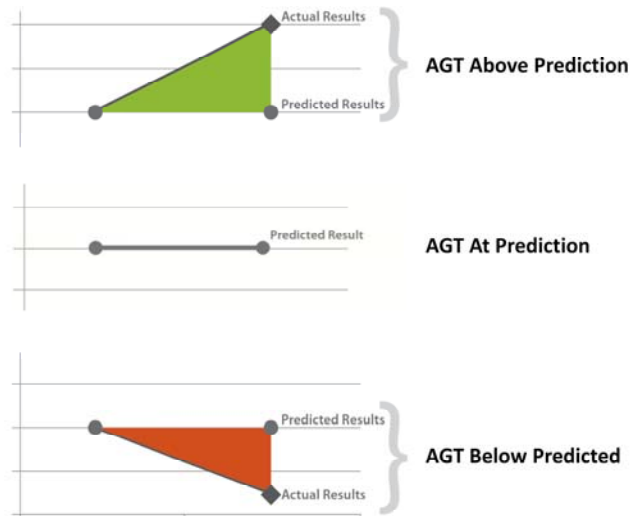 Actual Results
AGT Above Prediction
Predicted Results
Predicted Result
AGT At Prediction
Predicted Results
AGT Below Predicted
Actual Results